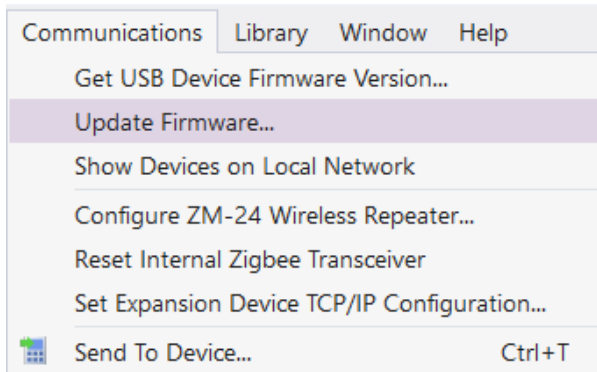 Communications Library Window Help
Get USB Device Firmware Version...
Update Firmware...
Show Devices on Local Network
Configure ZM-24 Wireless Repeater...
Reset Internal Zigbee Transceiver
Set Expansion Device TCP/IP Configuration...
Send To Device... Ctrl+T